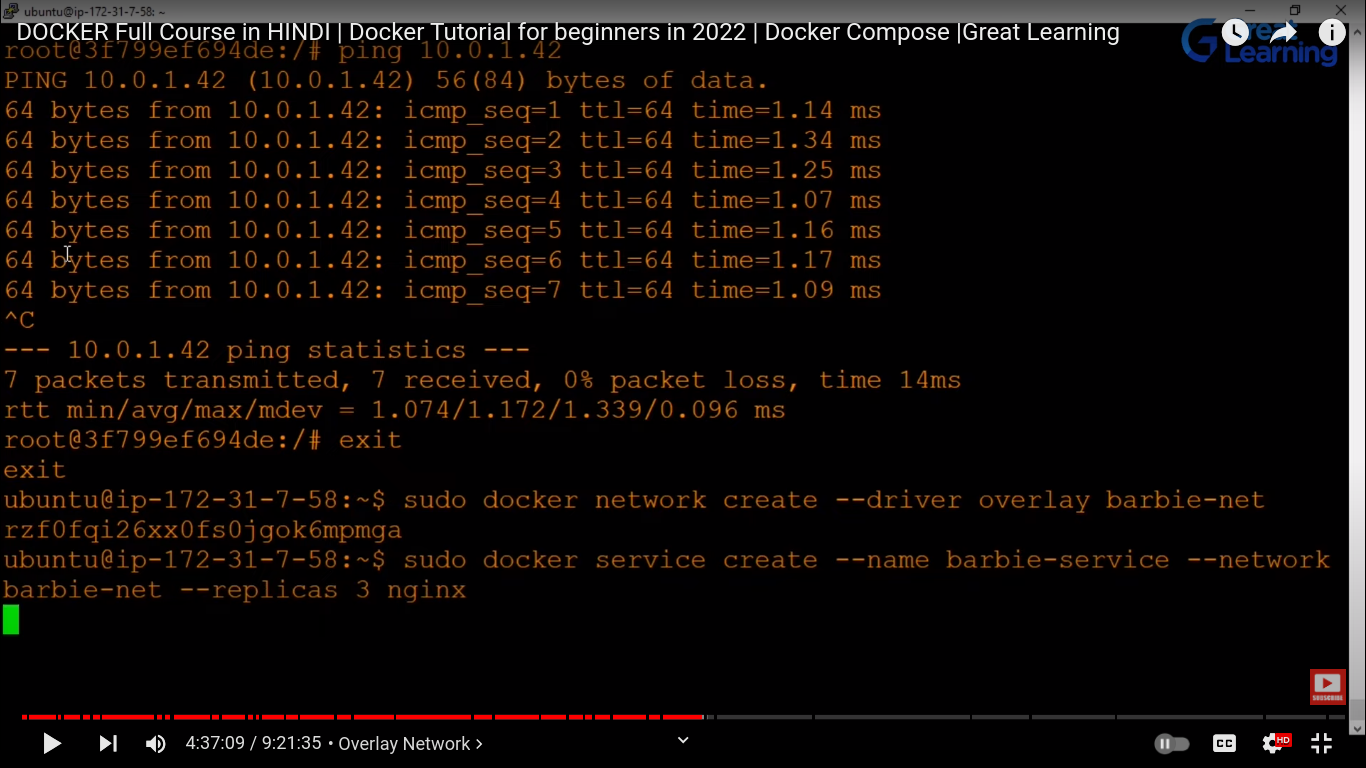 ubuntu@ip-172-31-7-58: ~
DOCKER Full Course in HINDI | Docker Tutorial for beginners in 2022 | Docker Compose |Great Learning
Great
Learning
root@3f799ef694de:/# ping 10.0.1.42
PING 10.0.1.42 (10.0.1.42) 56(84) bytes of data.
64 bytes from 10.0.1.42: icmp_seq=1 ttl=64 time=1.14 ms
64 bytes from 10.0.1.42: icmp_seq=2 ttl=64 time=1.34 ms
64 bytes from 10.0.1.42: icmp_seq=3 ttl=64 time=1.25 ms
64 bytes from 10.0.1.42: icmp_seq=4 ttl=64 time=1.07 ms
64 bytes from 10.0.1.42: icmp_seq=5 ttl=64 time=1.16 ms
64 bytes from 10.0.1.42: icmp_seq=6 ttl=64 time=1.17 ms
64 bytes from 10.0.1.42: icmp_seq=7 ttl=64 time=1.09 ms
^C
--- 10.0.1.42 ping statistics ---
7 packets transmitted, 7 received, 0% packet loss, time 14ms
rtt min/avg/max/mdev = 1.074/1.172/1.339/0.096 ms
root@3f799ef694de:/# exit
exit
ubuntu@ip-172-31-7-58:~$ sudo docker network create --driver overlay barbie-net
rzf0fqi26xx0fs0jgok6mpmga
ubuntu@ip-172-31-7-58:~$ sudo docker service create --name barbie-service --network
barbie-net --replicas 3 nginx
SUBSCRIBE
4:37:09 / 9:21:35 • Overlay Network ›
CC
HD